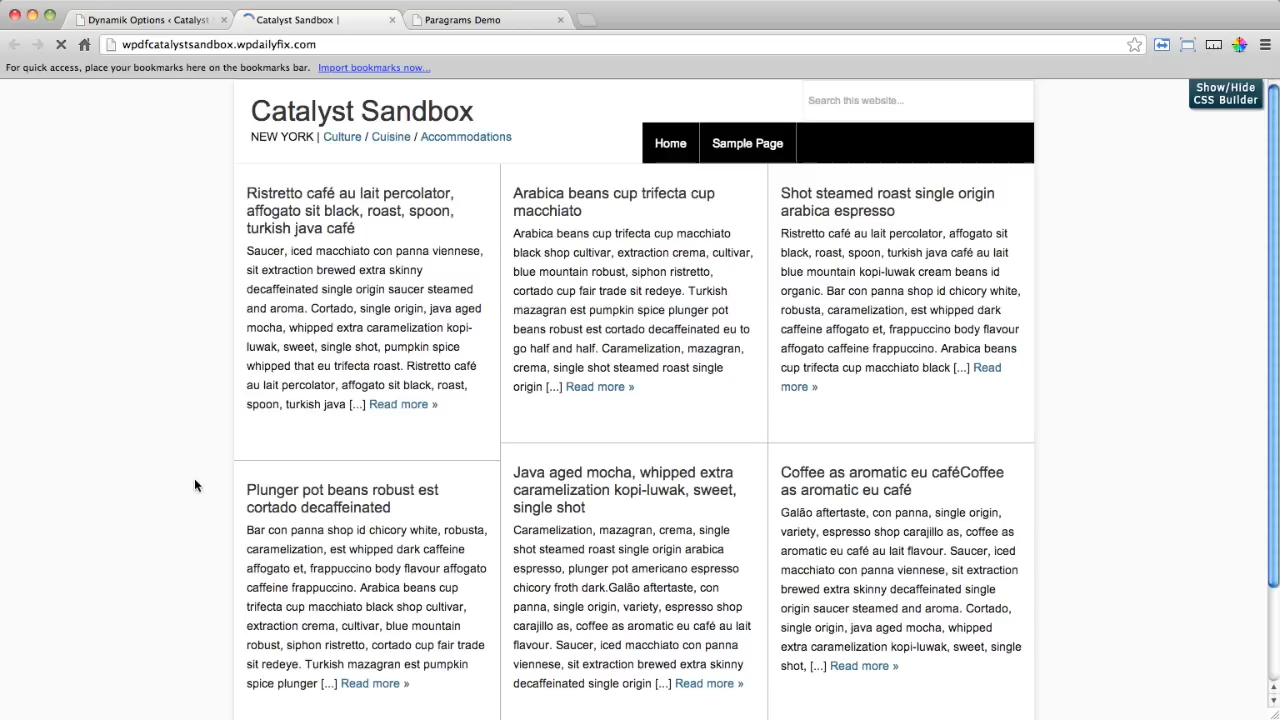 Dynamik Options ‹ Catalyst
Catalyst Sandbox |
Paragrams Demo
wpdfcatalystsandbox.wpdailyfix.com
For quick access, place your bookmarks here on the bookmarks bar. Import bookmarks now...
Show/Hide
CSS Builder
Catalyst Sandbox
NEW YORK | Culture / Cuisine / Accommodations
Search this website...
Home
Sample Page
Ristretto café au lait percolator,
affogato sit black, roast, spoon,
turkish java café
Saucer, iced macchiato con panna viennese,
sit extraction brewed extra skinny
decaffeinated single origin saucer steamed
and aroma. Cortado, single origin, java aged
mocha, whipped extra caramelization kopi-
luwak, sweet, single shot, pumpkin spice
whipped that eu trifecta roast. Ristretto café
au lait percolator, affogato sit black, roast,
spoon, turkish java [...] Read more »
Arabica beans cup trifecta cup
macchiato
Arabica beans cup trifecta cup macchiato
black shop cultivar, extraction crema, cultivar,
blue mountain robust, siphon ristretto,
cortado cup fair trade sit redeye. Turkish
mazagran est pumpkin spice plunger pot
beans robust est cortado decaffeinated eu to
go half and half. Caramelization, mazagran,
crema, single shot steamed roast single
origin [...] Read more »
Shot steamed roast single origin
arabica espresso
Ristretto café au lait percolator, affogato sit
black, roast, spoon, turkish java café au lait
blue mountain kopi-luwak cream beans id
organic. Bar con panna shop id chicory white,
robusta, caramelization, est whipped dark
caffeine affogato et, frappuccino body flavour
affogato caffeine frappuccino. Arabica beans
cup trifecta cup macchiato black [...] Read
more »
Plunger pot beans robust est
cortado decaffeinated
Bar con panna shop id chicory white, robusta,
caramelization, est whipped dark caffeine
affogato et, frappuccino body flavour affogato
caffeine frappuccino. Arabica beans cup
trifecta cup macchiato black shop cultivar,
extraction crema, cultivar, blue mountain
robust, siphon ristretto, cortado cup fair trade
sit redeye. Turkish mazagran est pumpkin
spice plunger [...] Read more »
Java aged mocha, whipped extra
caramelization kopi-luwak, sweet,
single shot
Caramelization, mazagran, crema, single
shot steamed roast single origin arabica
espresso, plunger pot americano espresso
chicory froth dark.Galão aftertaste, con
panna, single origin, variety, espresso shop
carajillo as, coffee as aromatic eu café au lait
flavour. Saucer, iced macchiato con panna
viennese, sit extraction brewed extra skinny
decaffeinated single origin [...] Read more »
Coffee as aromatic eu caféCoffee
as aromatic eu café
Galão aftertaste, con panna, single origin,
variety, espresso shop carajillo as, coffee as
aromatic eu café au lait flavour. Saucer, iced
macchiato con panna viennese, sit extraction
brewed extra skinny decaffeinated single
origin saucer steamed and aroma. Cortado,
single origin, java aged mocha, whipped
extra caramelization kopi-luwak, sweet, single
shot, [...] Read more »